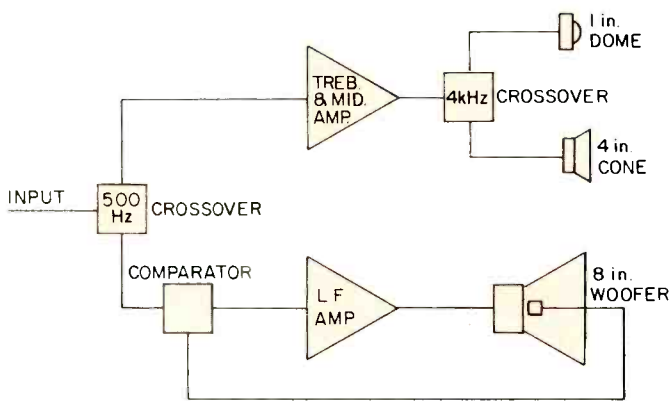 1 in.
DOME
TREB.
& MID.
AMP.
4kHz
CROSSOVER
4 in.
CONE
INPUT
500
Hz
CROSSOVER
COMPARATOR
L F
AMP
8 in.
WOOFER